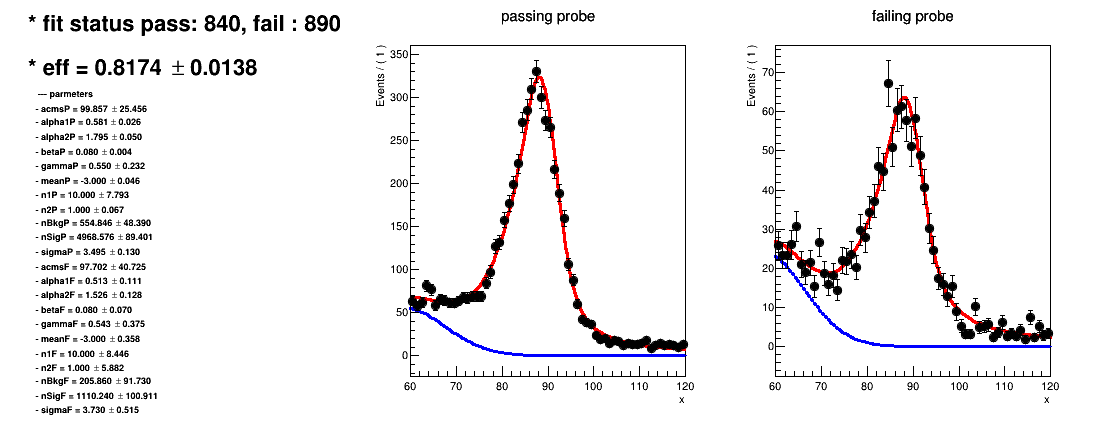 * fit status pass: 840, fail : 890
* eff = 0.8174 ± 0.0138
--- parmeters
- acmsP = 99.857 ± 25.456
- alpha1P = 0.581 ± 0.026
- alpha2P = 1.795 ± 0.050
- betaP = 0.080 ± 0.004
- gammaP = 0.550 ± 0.232
- meanP = -3.000 ± 0.046
- n1P = 10.000 ± 7.793
- n2P = 1.000 ± 0.067
- nBkgP = 554.846 ± 48.390
- nSigP = 4968.576 ± 89.401
- sigmaP = 3.495 ± 0.130
- acmsF = 97.702 ± 40.725
- alpha1F = 0.513 ± 0.111
- alpha2F = 1.526 ± 0.128
- betaF = 0.080 ± 0.070
- gammaF = 0.543 ± 0.375
- meanF = -3.000 ± 0.358
- n1F = 10.000 ± 8.446
- n2F = 1.000 ± 5.882
- nBkgF = 205.860 ± 91.730
- nSigF = 1110.240 ± 100.911
- sigmaF = 3.730 ± 0.515
passing probe
Events / ( 1 )
350
300
250
200
150
100
50
0
60 70 80 90 100 110 120
x
failing probe
Events / ( 1 )
70
60
50
40
30
20
10
0
60 70 80 90 100 110 120
x